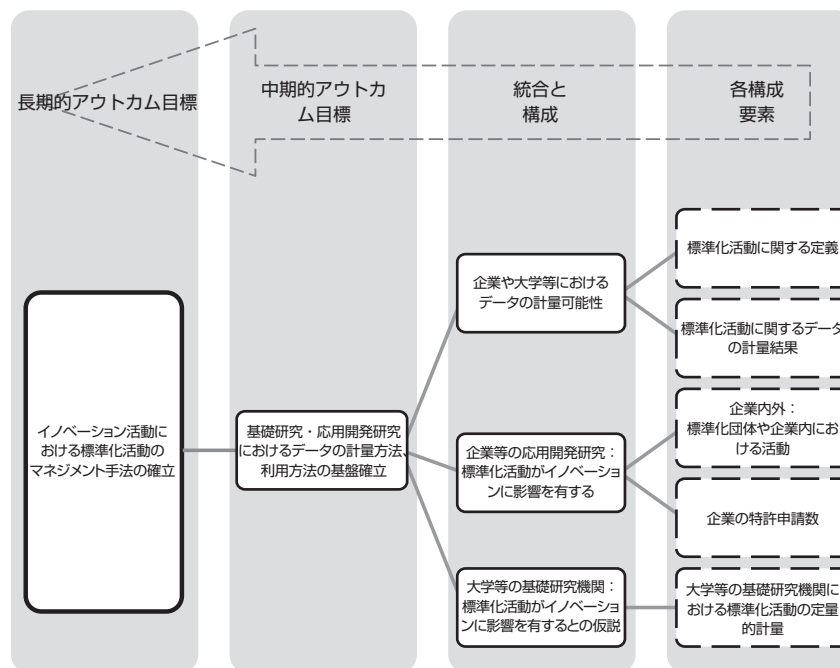 長期的アウトカム目標
中期的アウトカ
ム目標
統合と
構成
各構成
要素
イノベーション活動に
おける標準化活動の
マネジメント手法の確立
基礎研究・応用開発研究
におけるデータの計量方法、
利用方法の基盤確立
企業や大学等における
データの計量可能性
企業等の応用開発研究:
標準化活動がイノベーショ
ンに影響を有する
大学等の基礎研究機関:
標準化活動がイノベーショ
ンに影響を有するとの仮説
標準化活動に関する定義
標準化活動に関するデータ
の計量結果
企業内外:
標準化団体や企業内にお
ける活動
企業の特許申請数
大学等の基礎研究機関に
おける標準化活動の定量
的計量